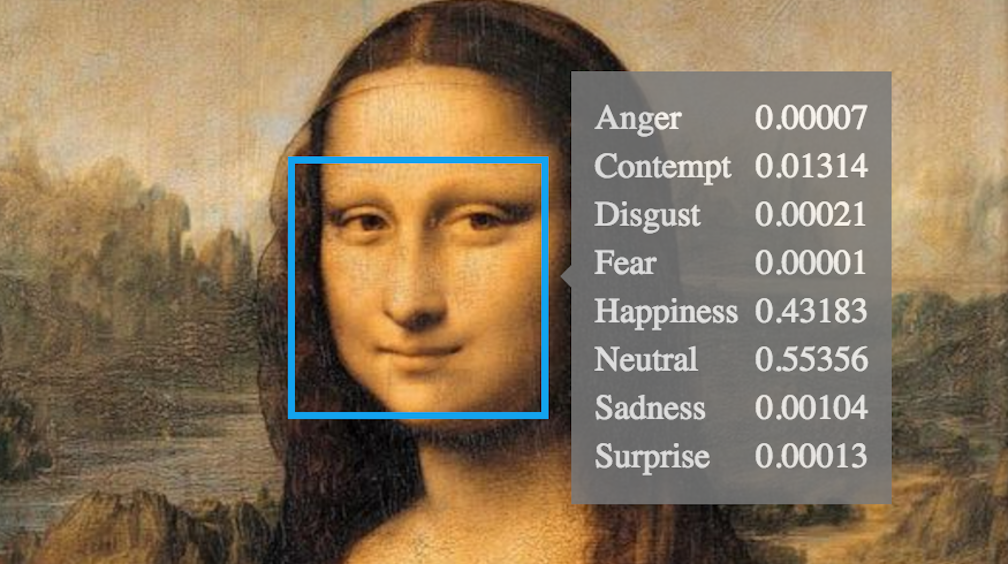 Anger 0.00007
Contempt 0.01314
Disgust 0.00021
Fear 0.00001
Happiness 0.43183
Neutral 0.55356
Sadness 0.00104
Surprise 0.00013